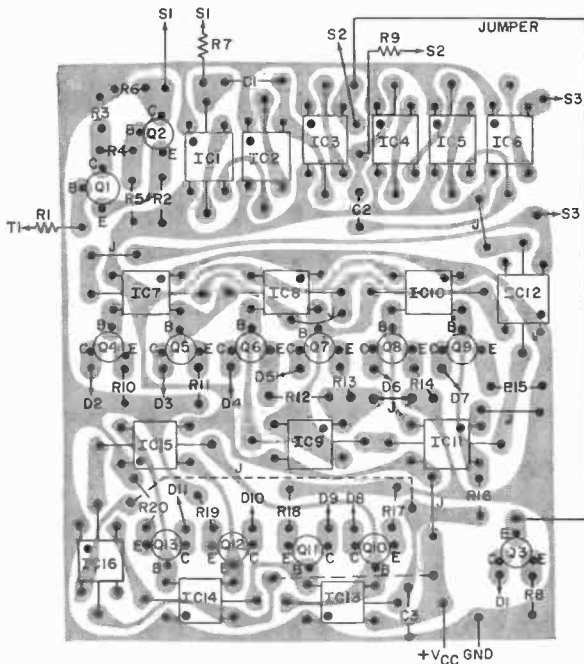 S1 S1
R7 S2 R9 S2 JUMPER
R6 C1 S3
R3 C Q2 B
IC1 IC2 IC3 IC4 IC5 IC6
R4 E
C Q1 B E R5 R2 C2 S3
T1 R1 J
J
IC7 IC8 IC10 IC12
B B B B B B
C Q4 E C Q5 E C Q6 E C Q7 E C Q8 E C Q9 E J
D2 R10 D3 R11 D4 D5 R13 D6 R14 D7 R15
R12 J J
IC15 IC9 IC11
J J
R20 D11 R19 D10 R18 D9 D8 R17 R16 J
IC16 E Q13 C E Q12 C E Q11 C E Q10 C B C Q3 E
B B B B
IC14 IC13 C3 D1 R8
+VCC GND